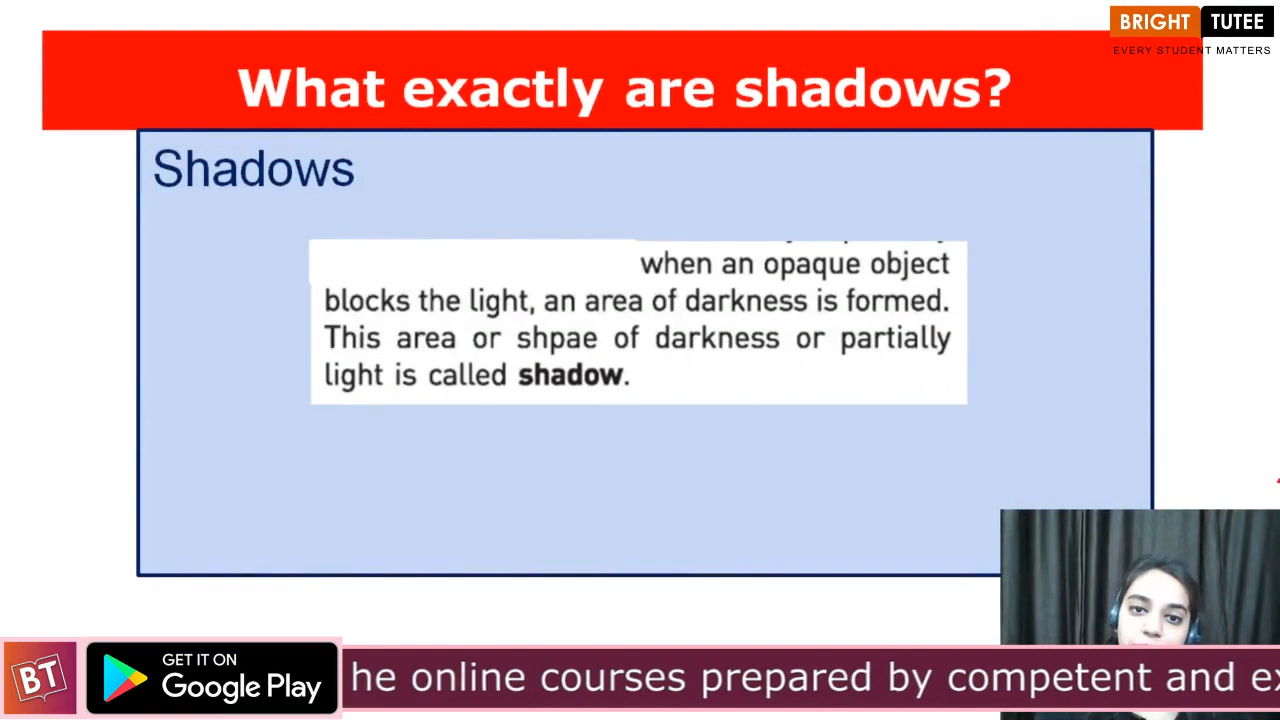 BRIGHT TUTEE
EVERY STUDENT MATTERS
What exactly are shadows?
Shadows
when an opaque object
blocks the light, an area of darkness is formed.
This area or shpae of darkness or partially
light is called shadow.
BT
GET IT ON
Google Play
he online courses prepared by competent and ex